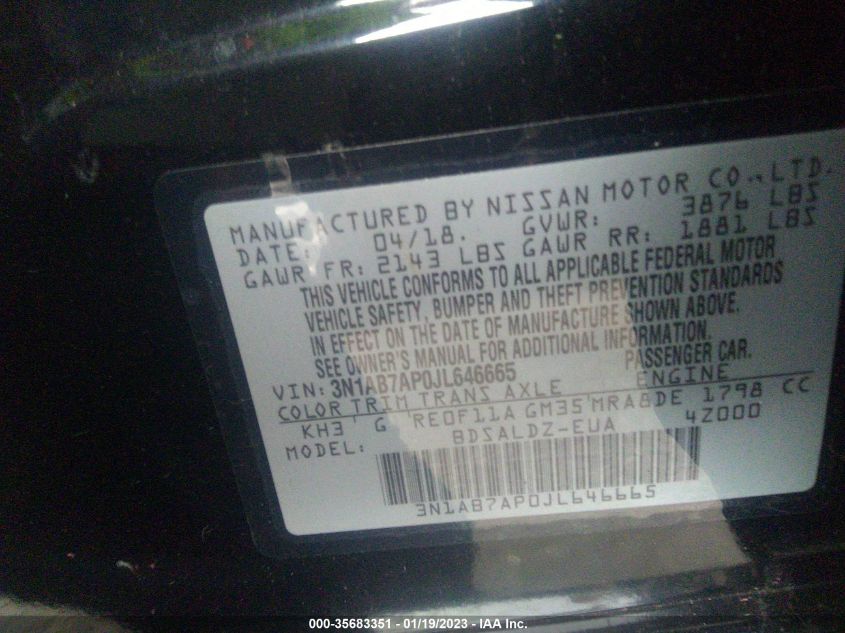 MANUFACTURED BY NISSAN MOTOR CO.,LTD.
DATE: 04/18. GVWR: 3876 LBS
GAWR FR: 2143 LBS GAWR RR: 1881 LBS
THIS VEHICLE CONFORMS TO ALL APPLICABLE FEDERAL MOTOR
VEHICLE SAFETY, BUMPER AND THEFT PREVENTION STANDARDS
IN EFFECT ON THE DATE OF MANUFACTURE SHOWN ABOVE.
SEE OWNER'S MANUAL FOR ADDITIONAL INFORMATION.
VIN: 3N1AB7AP0JL646665 PASSENGER CAR.
COLOR TRIM TRANS AXLE ENGINE
KH3' G 'RE0F11A GM35'MRA8DE 1798 CC
MODEL: BDSALDZ-EUA 4Z000
3N1AB7AP0JL646665
000-35683351 - 01/19/2023 - IAA Inc.